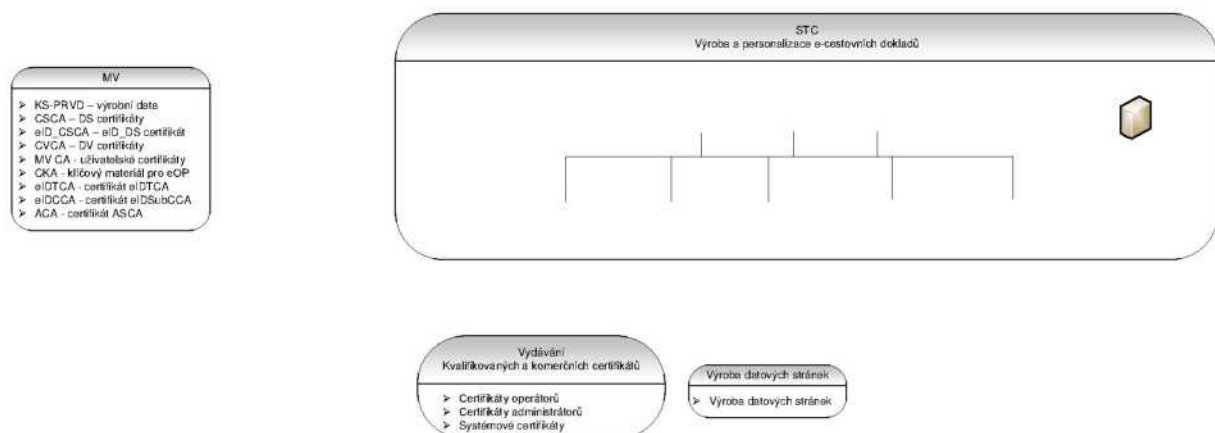 STC
Výroba a personalizace e-cestovních dokladů
MV
➢ KS-PRVD – výrobní data
➢ CSCA – DS certifikáty
➢ eID_CSCA – eID_DS certifikát
➢ CVCA – DV certifikáty
➢ MV CA - uživatelské certifikáty
➢ CKA - klíčový materiál pro eOP
➢ eIDTCA - certifikát eIDTCA
➢ eIDCCA - certifikát eIDSubCCA
➢ ACA - certifikát ASCA
Vydávání
Kvalifikovaných a komerčních certifikátů
➢ Certifikáty operátorů
➢ Certifikáty administrátorů
➢ Systémové certifikáty
Výroba datových stránek
➢ Výroba datových stránek